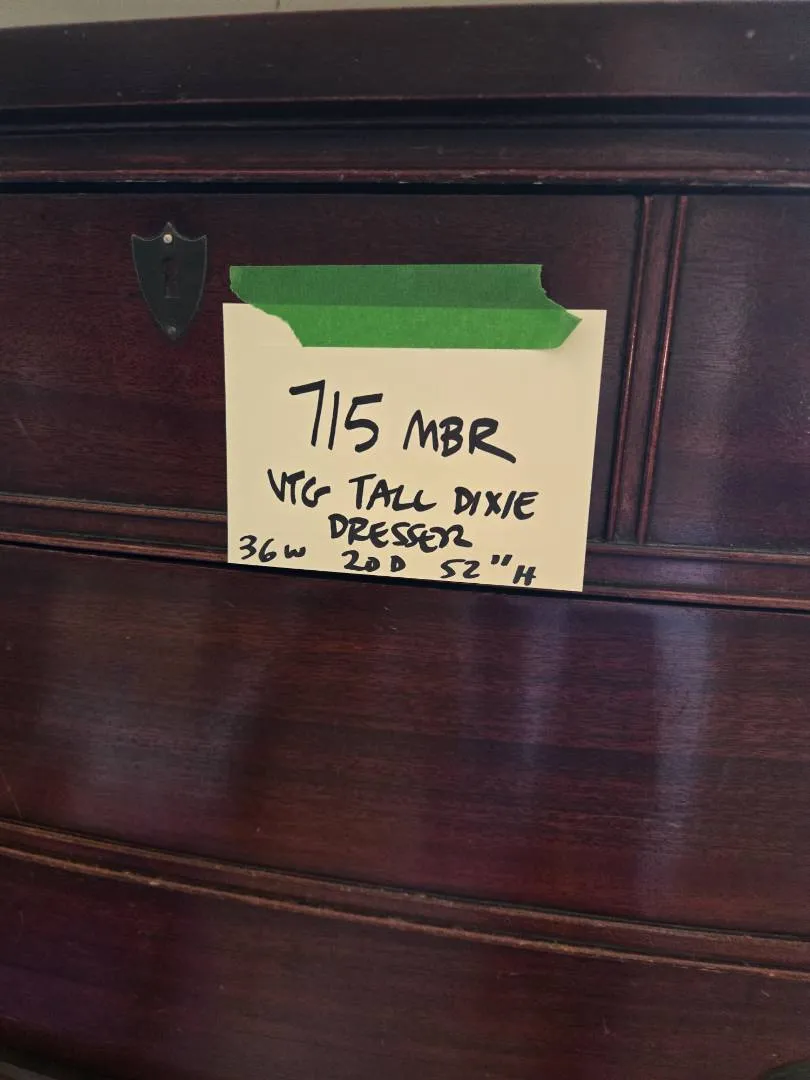 715 MBR
VTG TALL DIXIE
DRESSER
36W 20D 52"H